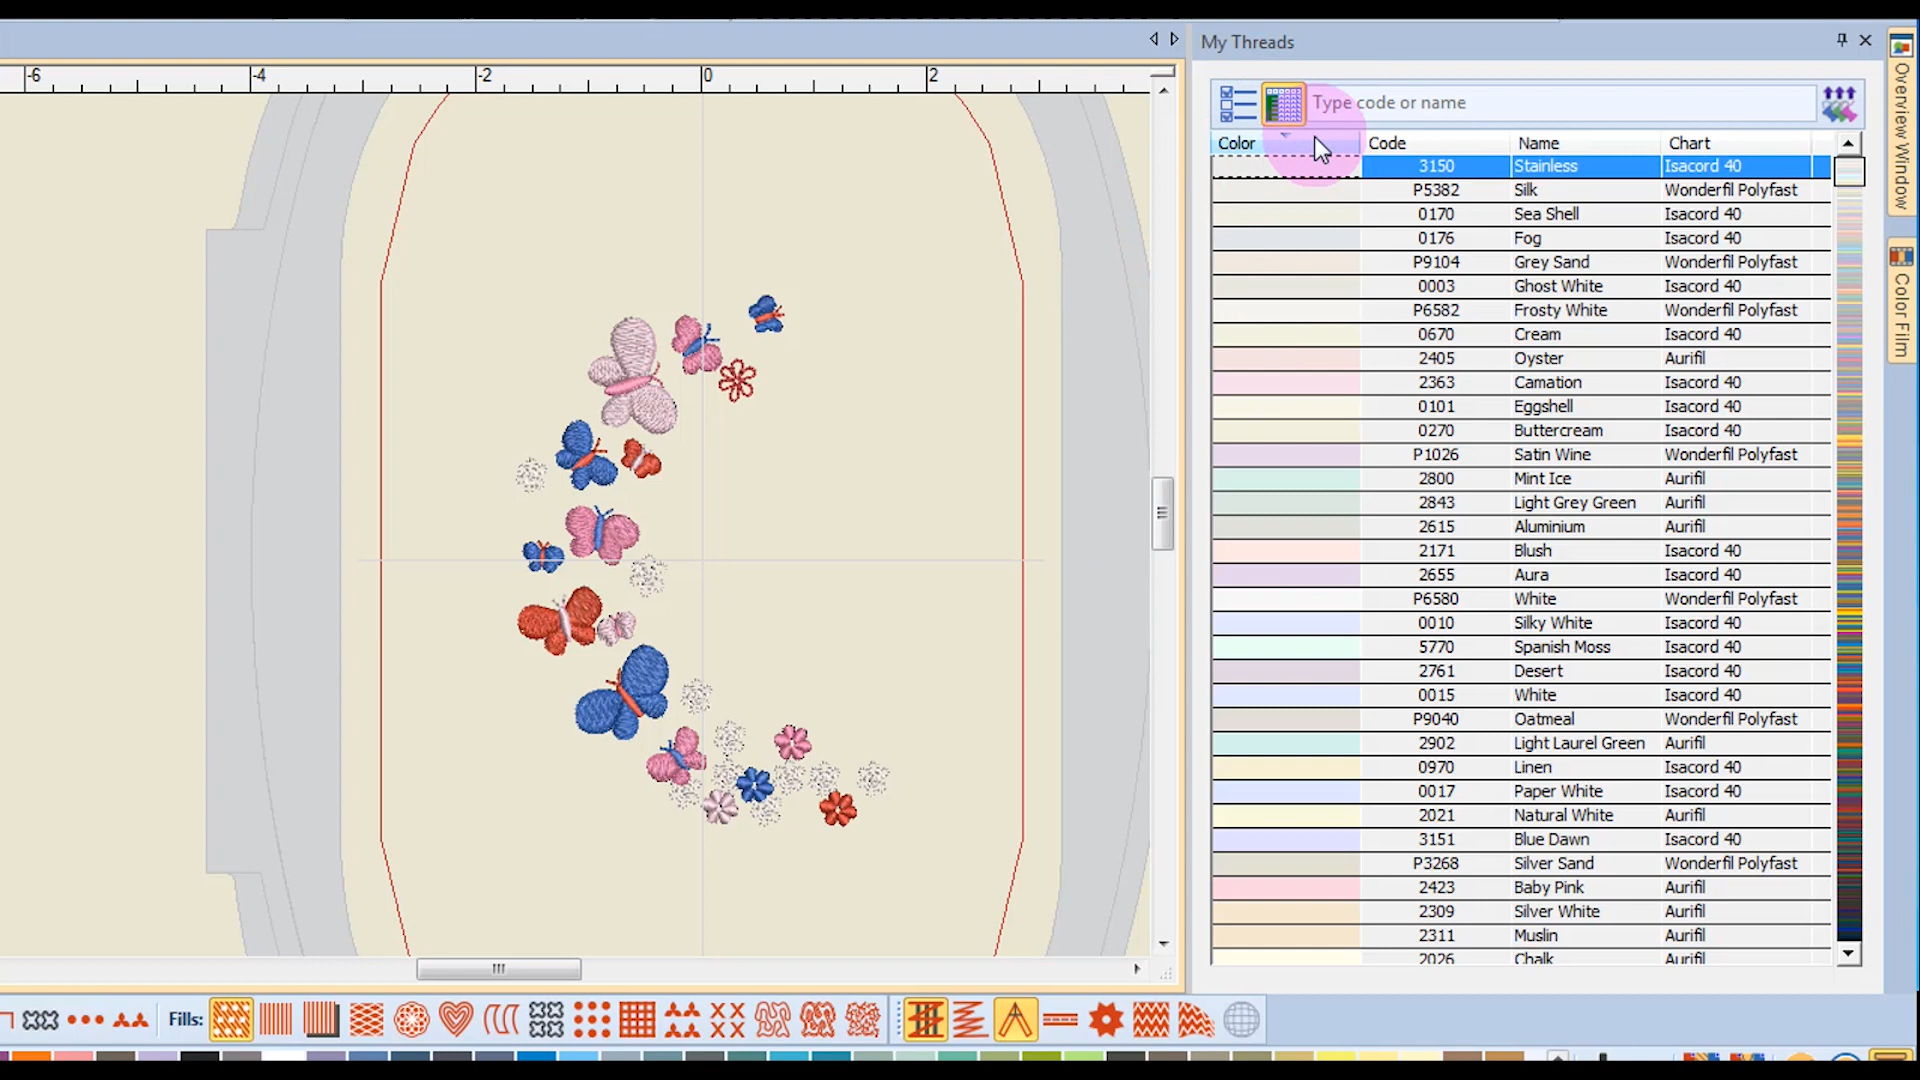 My Threads
-6 -4 -2 0 2
Type code or name
Color Code Name Chart
3150 Stainless Isacord 40
P5382 Silk Wonderfil Polyfast
0170 Sea Shell Isacord 40
0176 Fog Isacord 40
P9104 Grey Sand Wonderfil Polyfast
0003 Ghost White Isacord 40
P6582 Frosty White Wonderfil Polyfast
0670 Cream Isacord 40
2405 Oyster Aurifil
2363 Carnation Isacord 40
0101 Eggshell Isacord 40
0270 Buttercream Isacord 40
P1026 Satin Wine Wonderfil Polyfast
2800 Mint Ice Aurifil
2843 Light Grey Green Aurifil
2615 Aluminium Aurifil
2171 Blush Isacord 40
2655 Aura Isacord 40
P6580 White Wonderfil Polyfast
0010 Silky White Isacord 40
5770 Spanish Moss Isacord 40
2761 Desert Isacord 40
0015 White Isacord 40
P9040 Oatmeal Wonderfil Polyfast
2902 Light Laurel Green Aurifil
0970 Linen Isacord 40
0017 Paper White Isacord 40
2021 Natural White Aurifil
3151 Blue Dawn Isacord 40
P3268 Silver Sand Wonderfil Polyfast
2423 Baby Pink Aurifil
2309 Silver White Aurifil
2311 Muslin Aurifil
2026 Chalk Aurifil
Overview Window
Color Film
Fills: